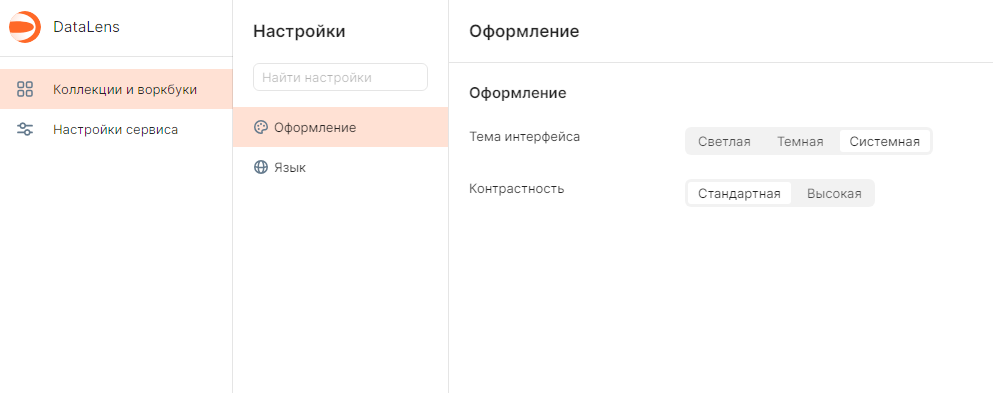 DataLens
Коллекции и воркбуки
Настройки сервиса
Настройки
Найти настройки
Оформление
Язык
Оформление
Оформление
Тема интерфейса
Светлая Темная Системная
Контрастность
Стандартная Высокая